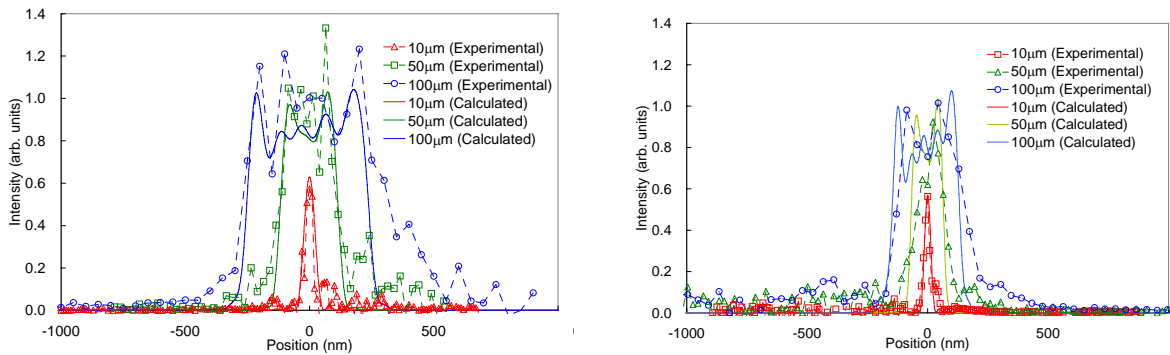 1.4
1.2
1.0
0.8
0.6
0.4
0.2
0.0
Intensity (arb. units)
-1000
-500
0
500
Position (nm)
10μm (Experimental)
50μm (Experimental)
100μm (Experimental)
10μm (Calculated)
50μm (Calculated)
100μm (Calculated)
1.4
1.2
1.0
0.8
0.6
0.4
0.2
0.0
Intensity (arb. units)
-1000
-500
0
500
Position (nm)
10μm (Experimental)
50μm (Experimental)
100μm (Experimental)
10μm (Calculated)
50μm (Calculated)
100μm (Calculated)